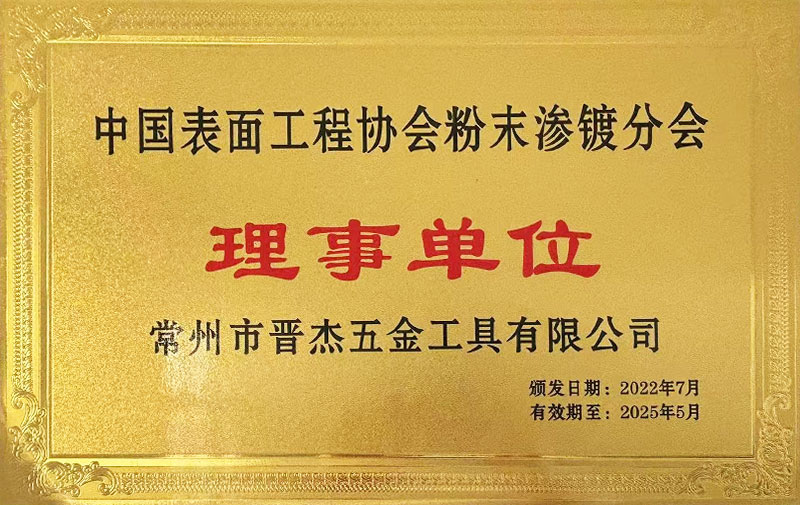 中国表面工程协会粉末渗镀分会
理事单位
常州市晋杰五金工具有限公司
颁发日期：2022年7月
有效期至：2025年5月